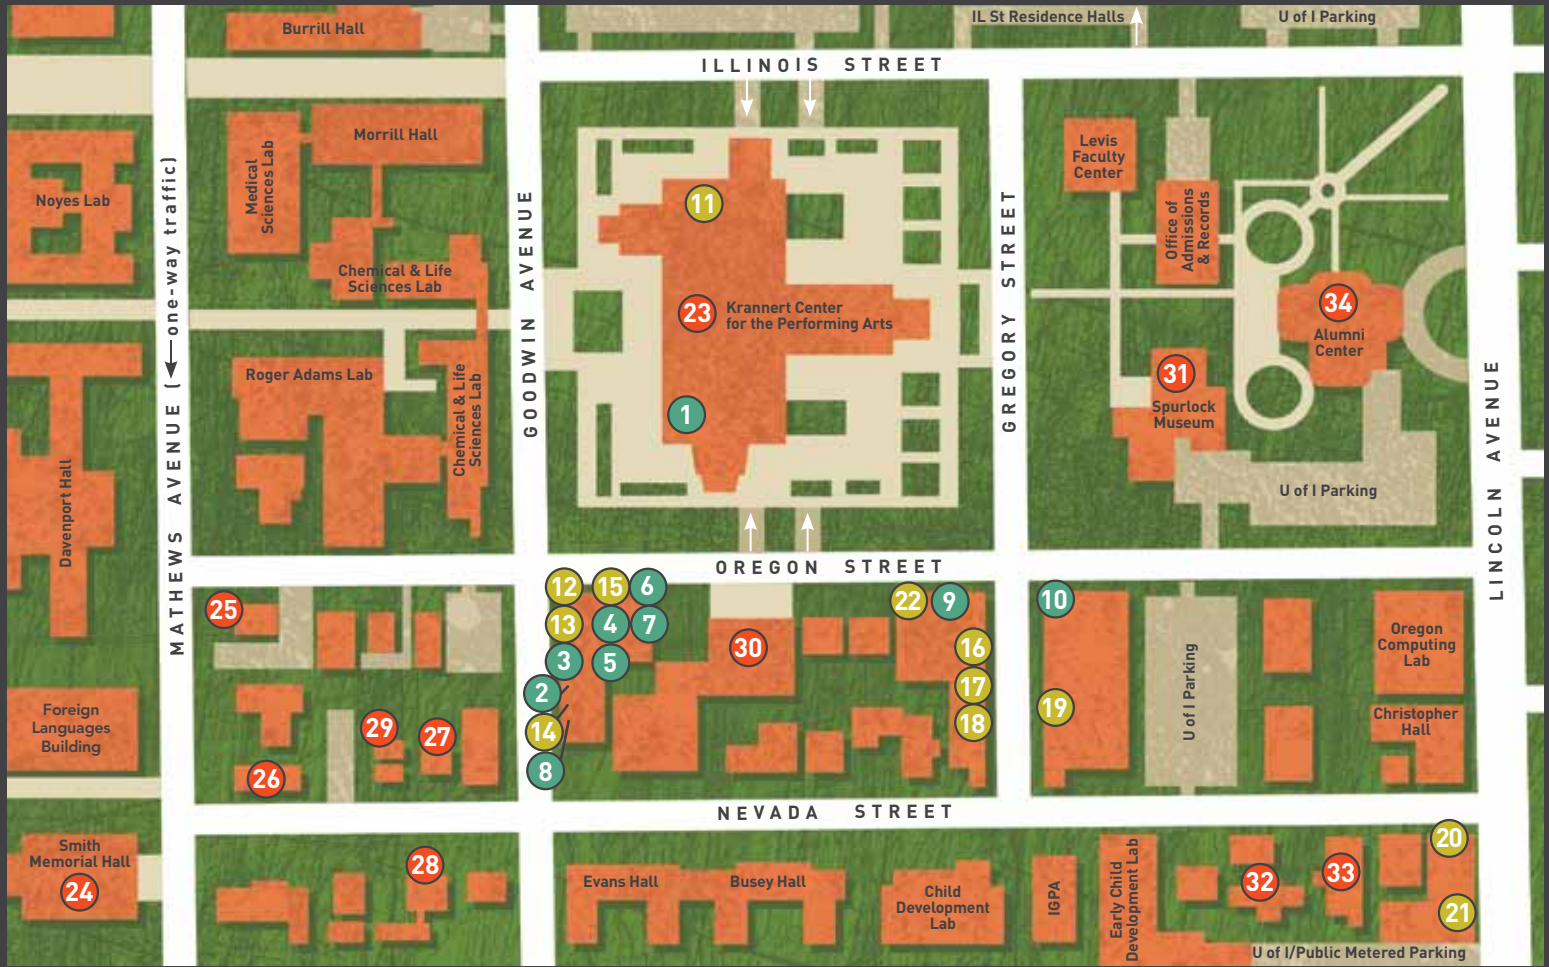 Burrill Hall
IL St Residence Halls
U of I Parking
ILLINOIS STREET
Noyes Lab
Medical
Sciences Lab
Morrill Hall
Chemical & Life
Sciences Lab
MATHEWS AVENUE (one-way traffic)
GOODWIN AVENUE
11
23
Krannert Center
for the Performing Arts
1
GREGORY STREET
Levis
Faculty
Center
Office of
Admissions
& Records
34
Alumni
Center
31
Spurlock
Museum
U of I Parking
LINCOLN AVENUE
Davenport Hall
Roger Adams Lab
Chemical & Life
Sciences Lab
OREGON STREET
25
12
15
6
13
4
7
3
5
2
14
8
30
22
9
16
17
18
10
19
U of I Parking
Oregon
Computing
Lab
Christopher
Hall
Foreign
Languages
Building
29
27
26
NEVADA STREET
Smith
Memorial Hall
24
28
Evans Hall
Busey Hall
Child
Development
Lab
IGPA
Early Child
Development Lab
32
33
20
21
U of I/Public Metered Parking